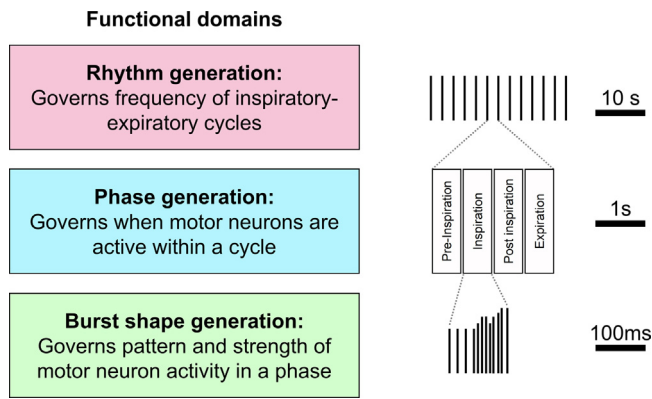 Functional domains
Rhythm generation:
Governs frequency of inspiratory-
expiratory cycles
10 s
Phase generation:
Governs when motor neurons are
active within a cycle
Pre-Inspiration
Inspiration
Post inspiration
Expiration
1s
Burst shape generation:
Governs pattern and strength of
motor neuron activity in a phase
100ms